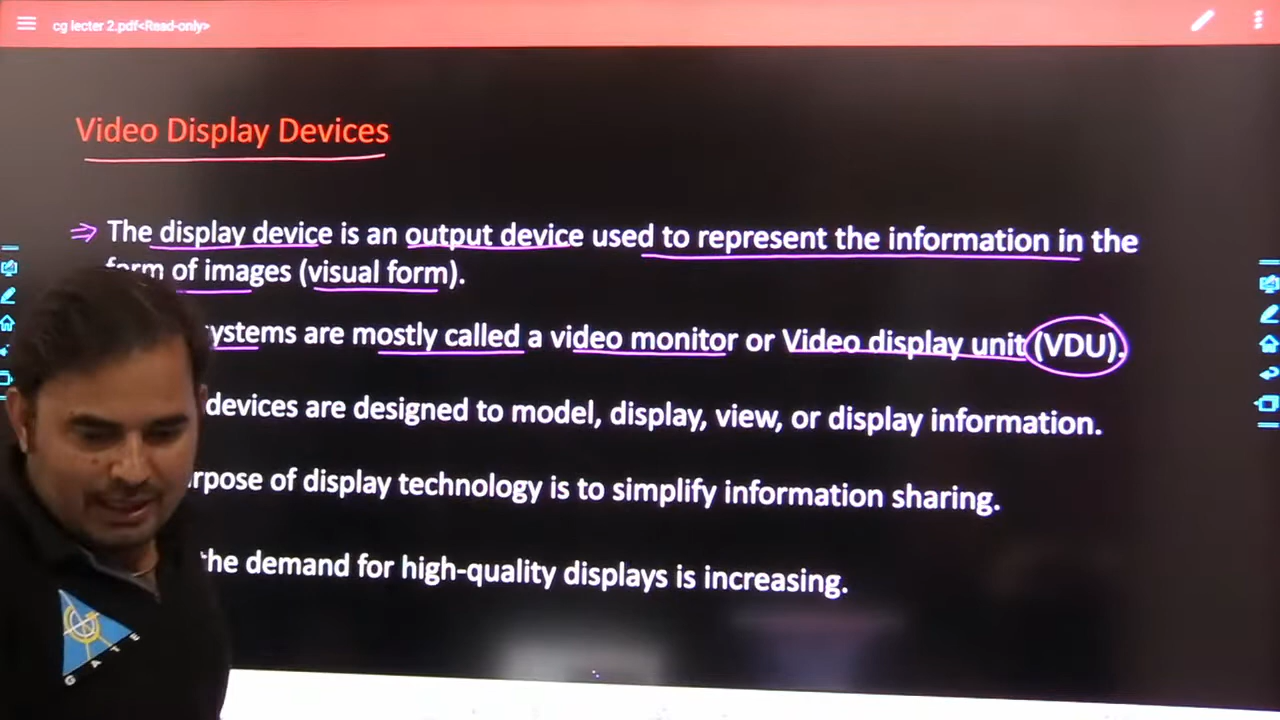 cg lecter 2.pdf<Read-only>
Video Display Devices
The display device is an output device used to represent the information in the
form of images (visual form).
are mostly called a video monitor or Video display unit (VDU).
devices are designed to model, display, view, or display information.
of display technology is to simplify information sharing.
the demand for high-quality displays is increasing.
GATE